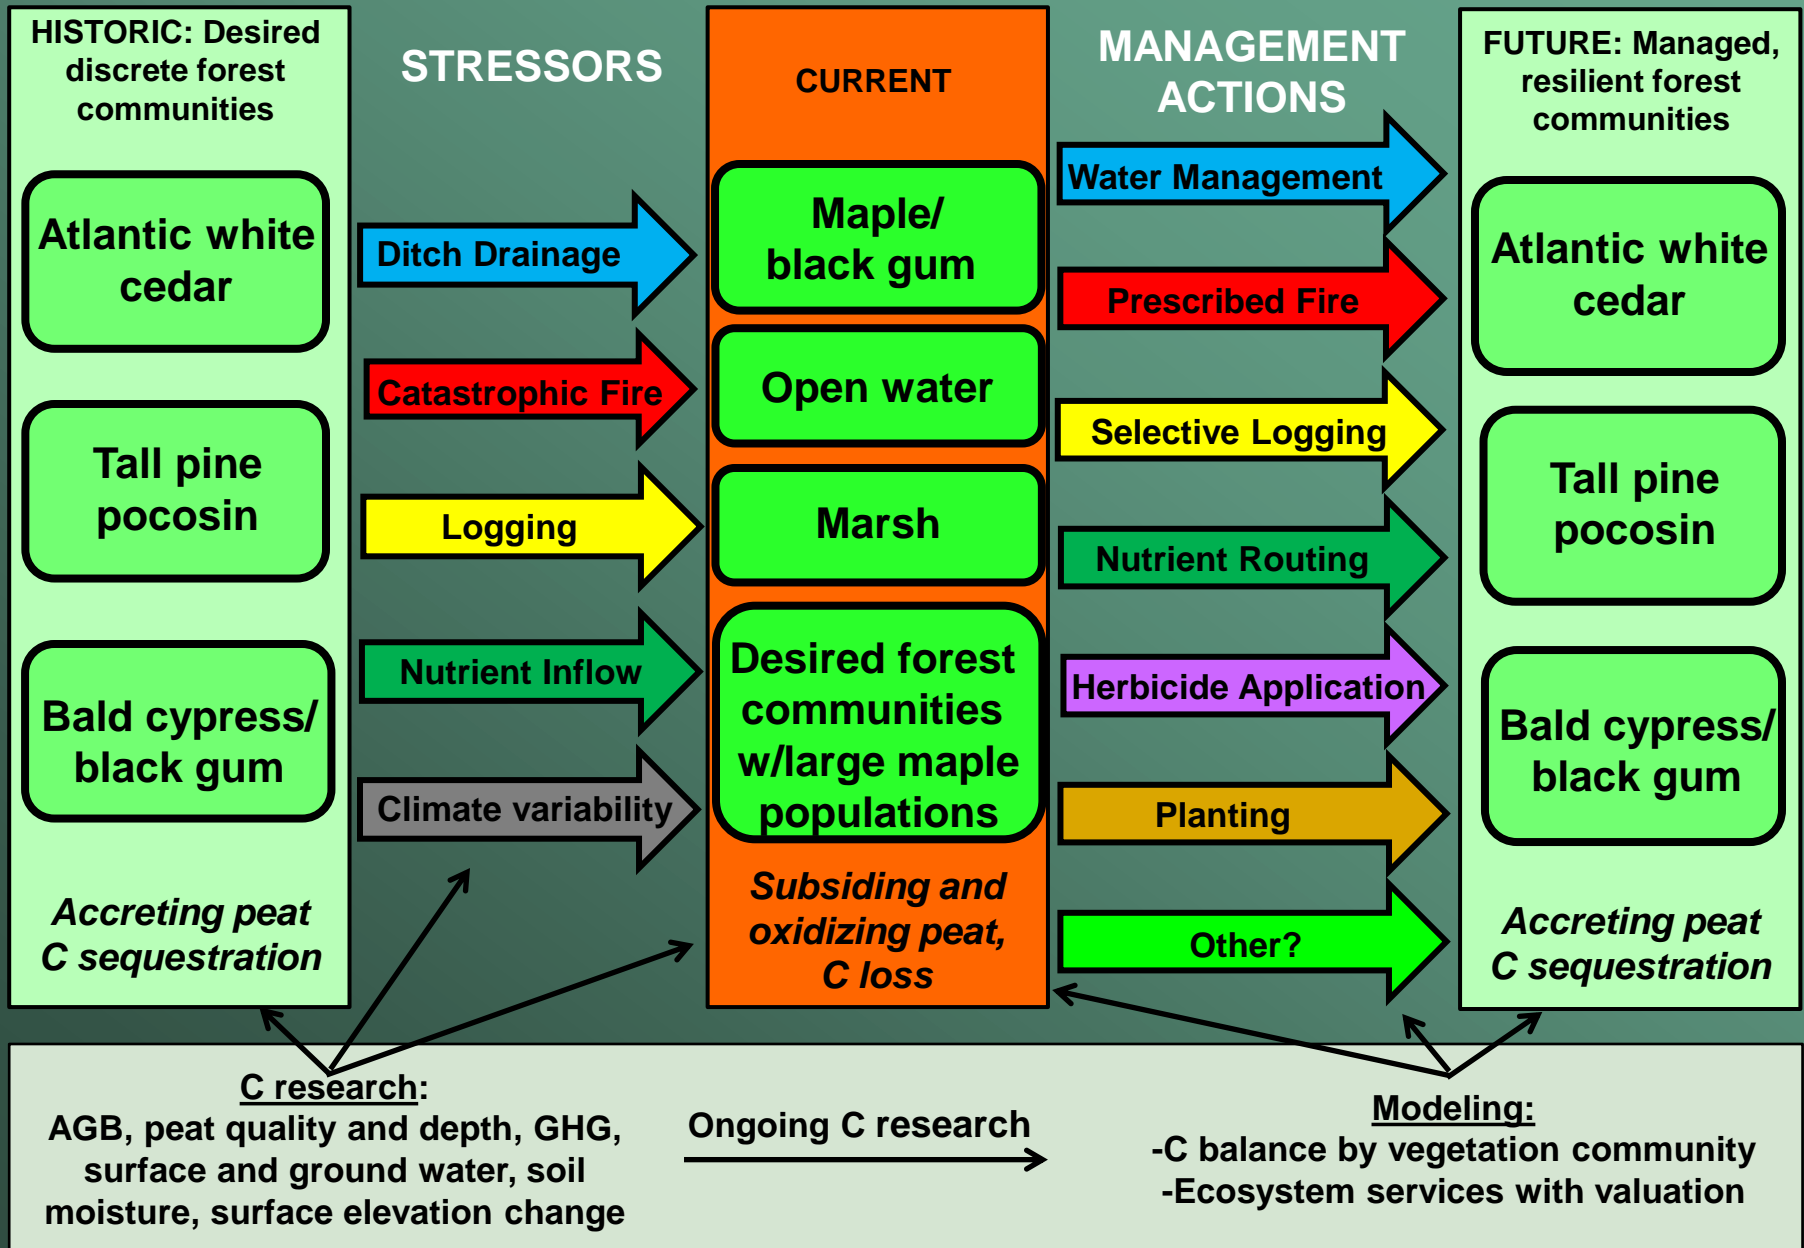 HISTORIC: Desired
discrete forest
communities
Atlantic white
cedar
Tall pine
pocosin
Bald cypress/
black gum
Accreting peat
C sequestration
STRESSORS
Ditch Drainage
Catastrophic Fire
Logging
Nutrient Inflow
Climate variability
CURRENT
Maple/
black gum
Open water
Marsh
Desired forest
communities
w/large maple
populations
Subsiding and
oxidizing peat,
C loss
MANAGEMENT
ACTIONS
Water Management
Prescribed Fire
Selective Logging
Nutrient Routing
Herbicide Application
Planting
Other?
FUTURE: Managed,
resilient forest
communities
Atlantic white
cedar
Tall pine
pocosin
Bald cypress/
black gum
Accreting peat
C sequestration
C research:
AGB, peat quality and depth, GHG,
surface and ground water, soil
moisture, surface elevation change
Ongoing C research
Modeling:
-C balance by vegetation community
-Ecosystem services with valuation